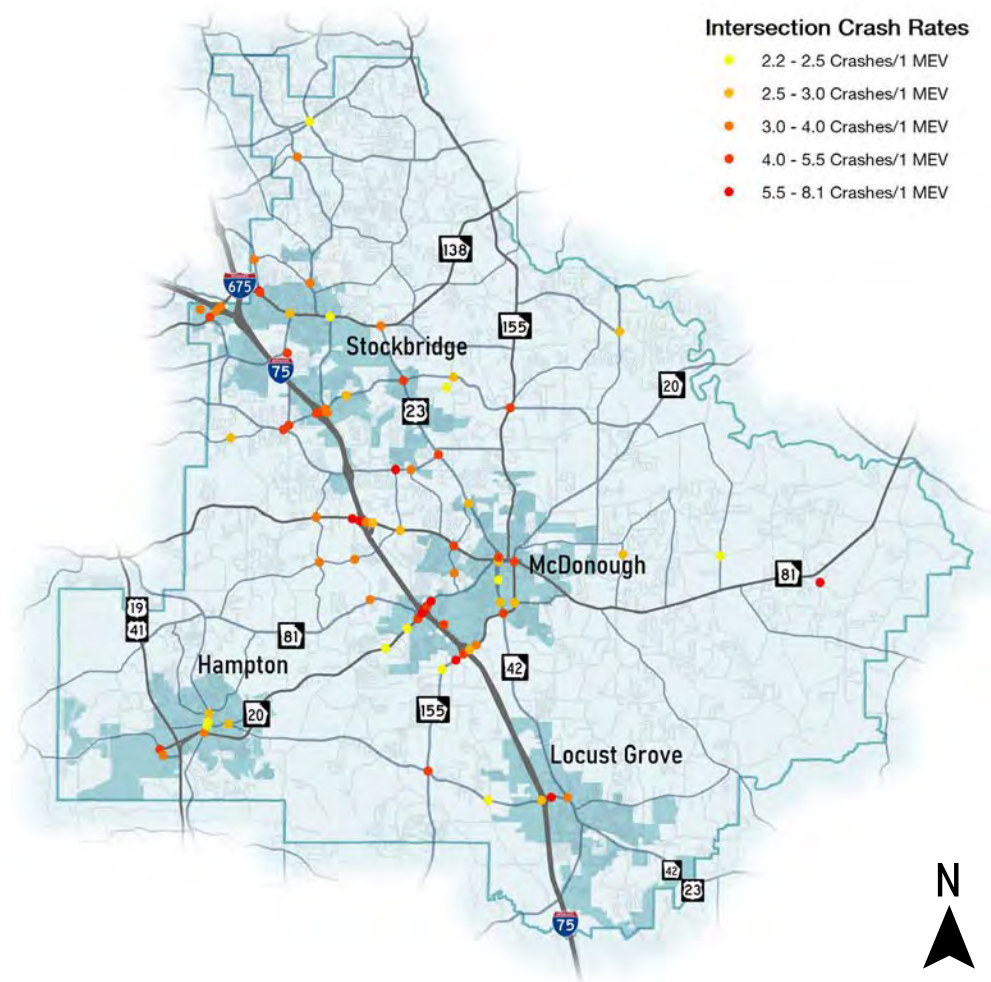 Intersection Crash Rates
2.2 - 2.5 Crashes/1 MEV
2.5 - 3.0 Crashes/1 MEV
3.0 - 4.0 Crashes/1 MEV
4.0 - 5.5 Crashes/1 MEV
5.5 - 8.1 Crashes/1 MEV
138
675
155
Stockbridge
75
20
23
McDonough
81
19
41
81
Hampton
42
20
155
Locust Grove
42
23
N
75